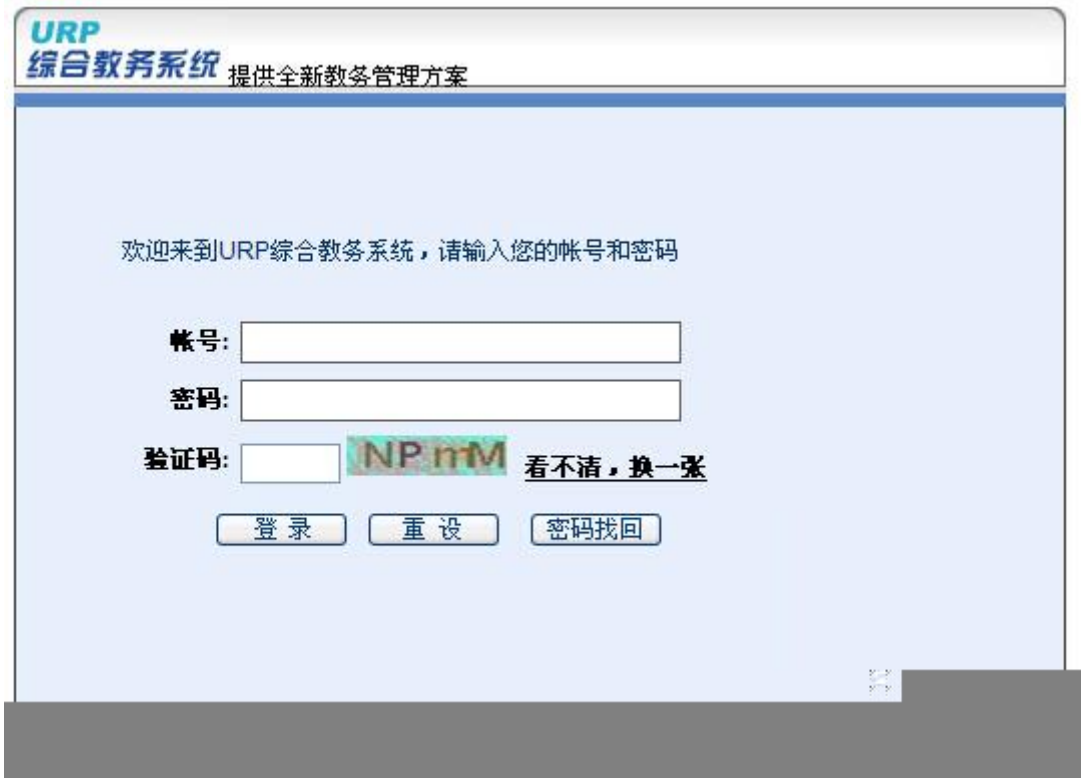 URP
综合教务系统 提供全新教务管理方案
欢迎来到URP综合教务系统，请输入您的帐号和密码
帐号:
密码:
验证码: NPmM 看不清，换一张
登 录 重 设 密码找回